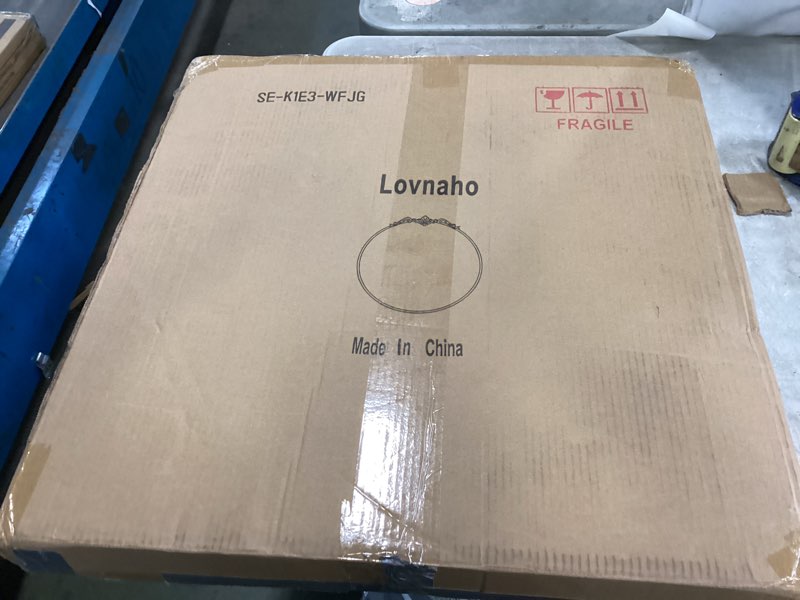 SE-K1E3-WFJG
FRAGILE
Lovnaho
Made In China